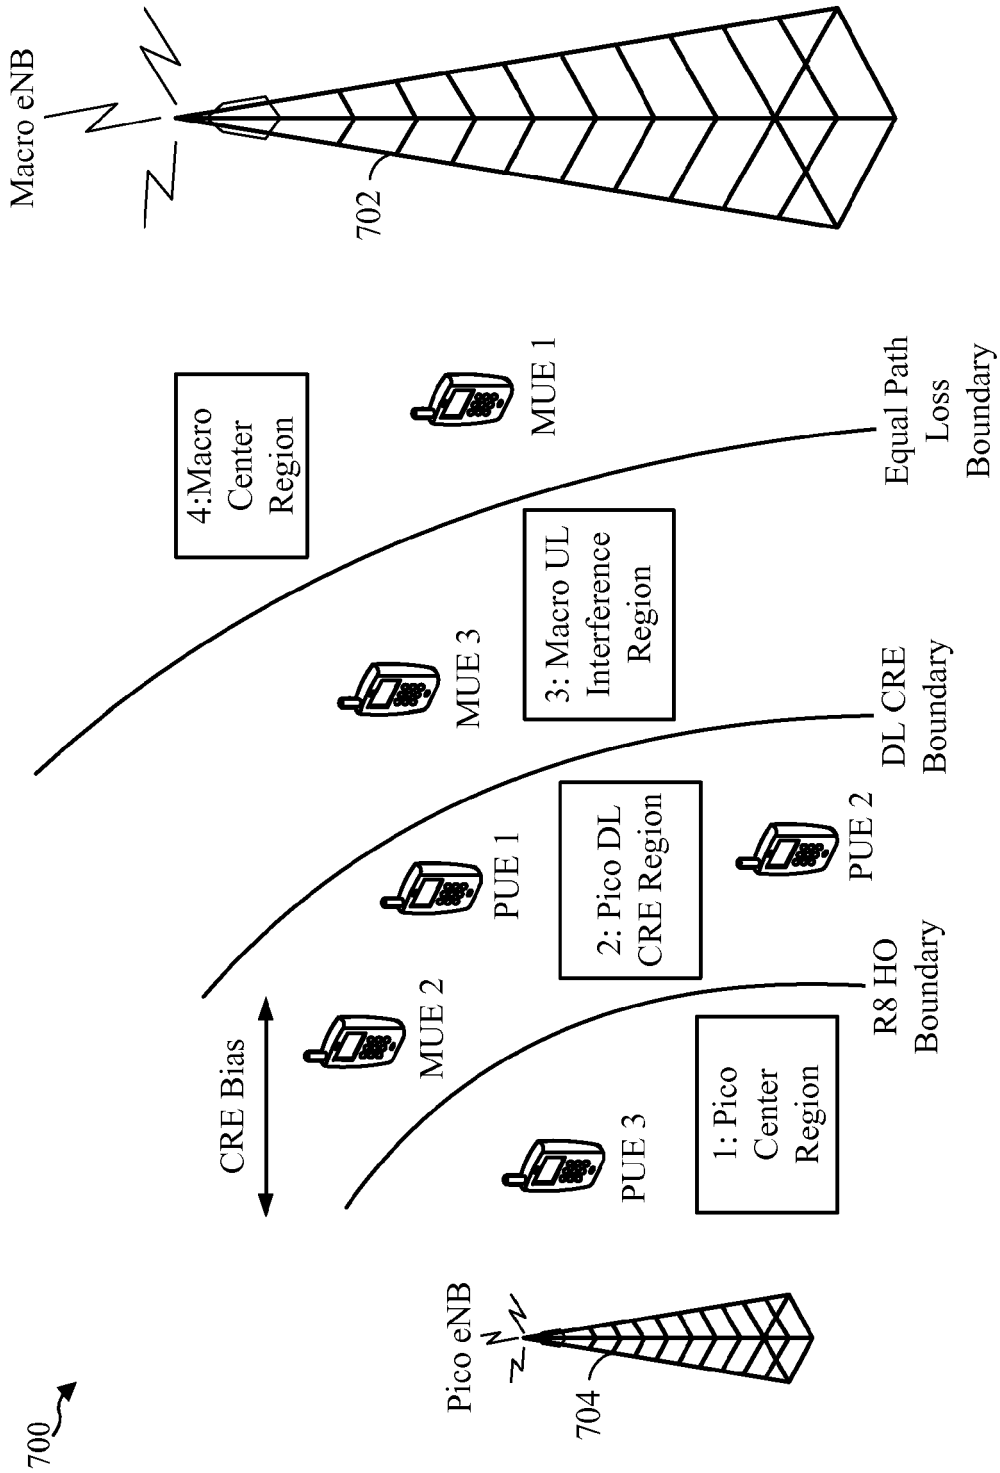 700
Pico eNB
704
Macro eNB
702
CRE Bias
4:Macro
Center
Region
MUE 1
MUE 2
PUE 1
MUE 3
PUE 3
PUE 2
1: Pico
Center
Region
2: Pico DL
CRE Region
3: Macro UL
Interference
Region
R8 HO
Boundary
DL CRE
Boundary
Equal Path
Loss
Boundary